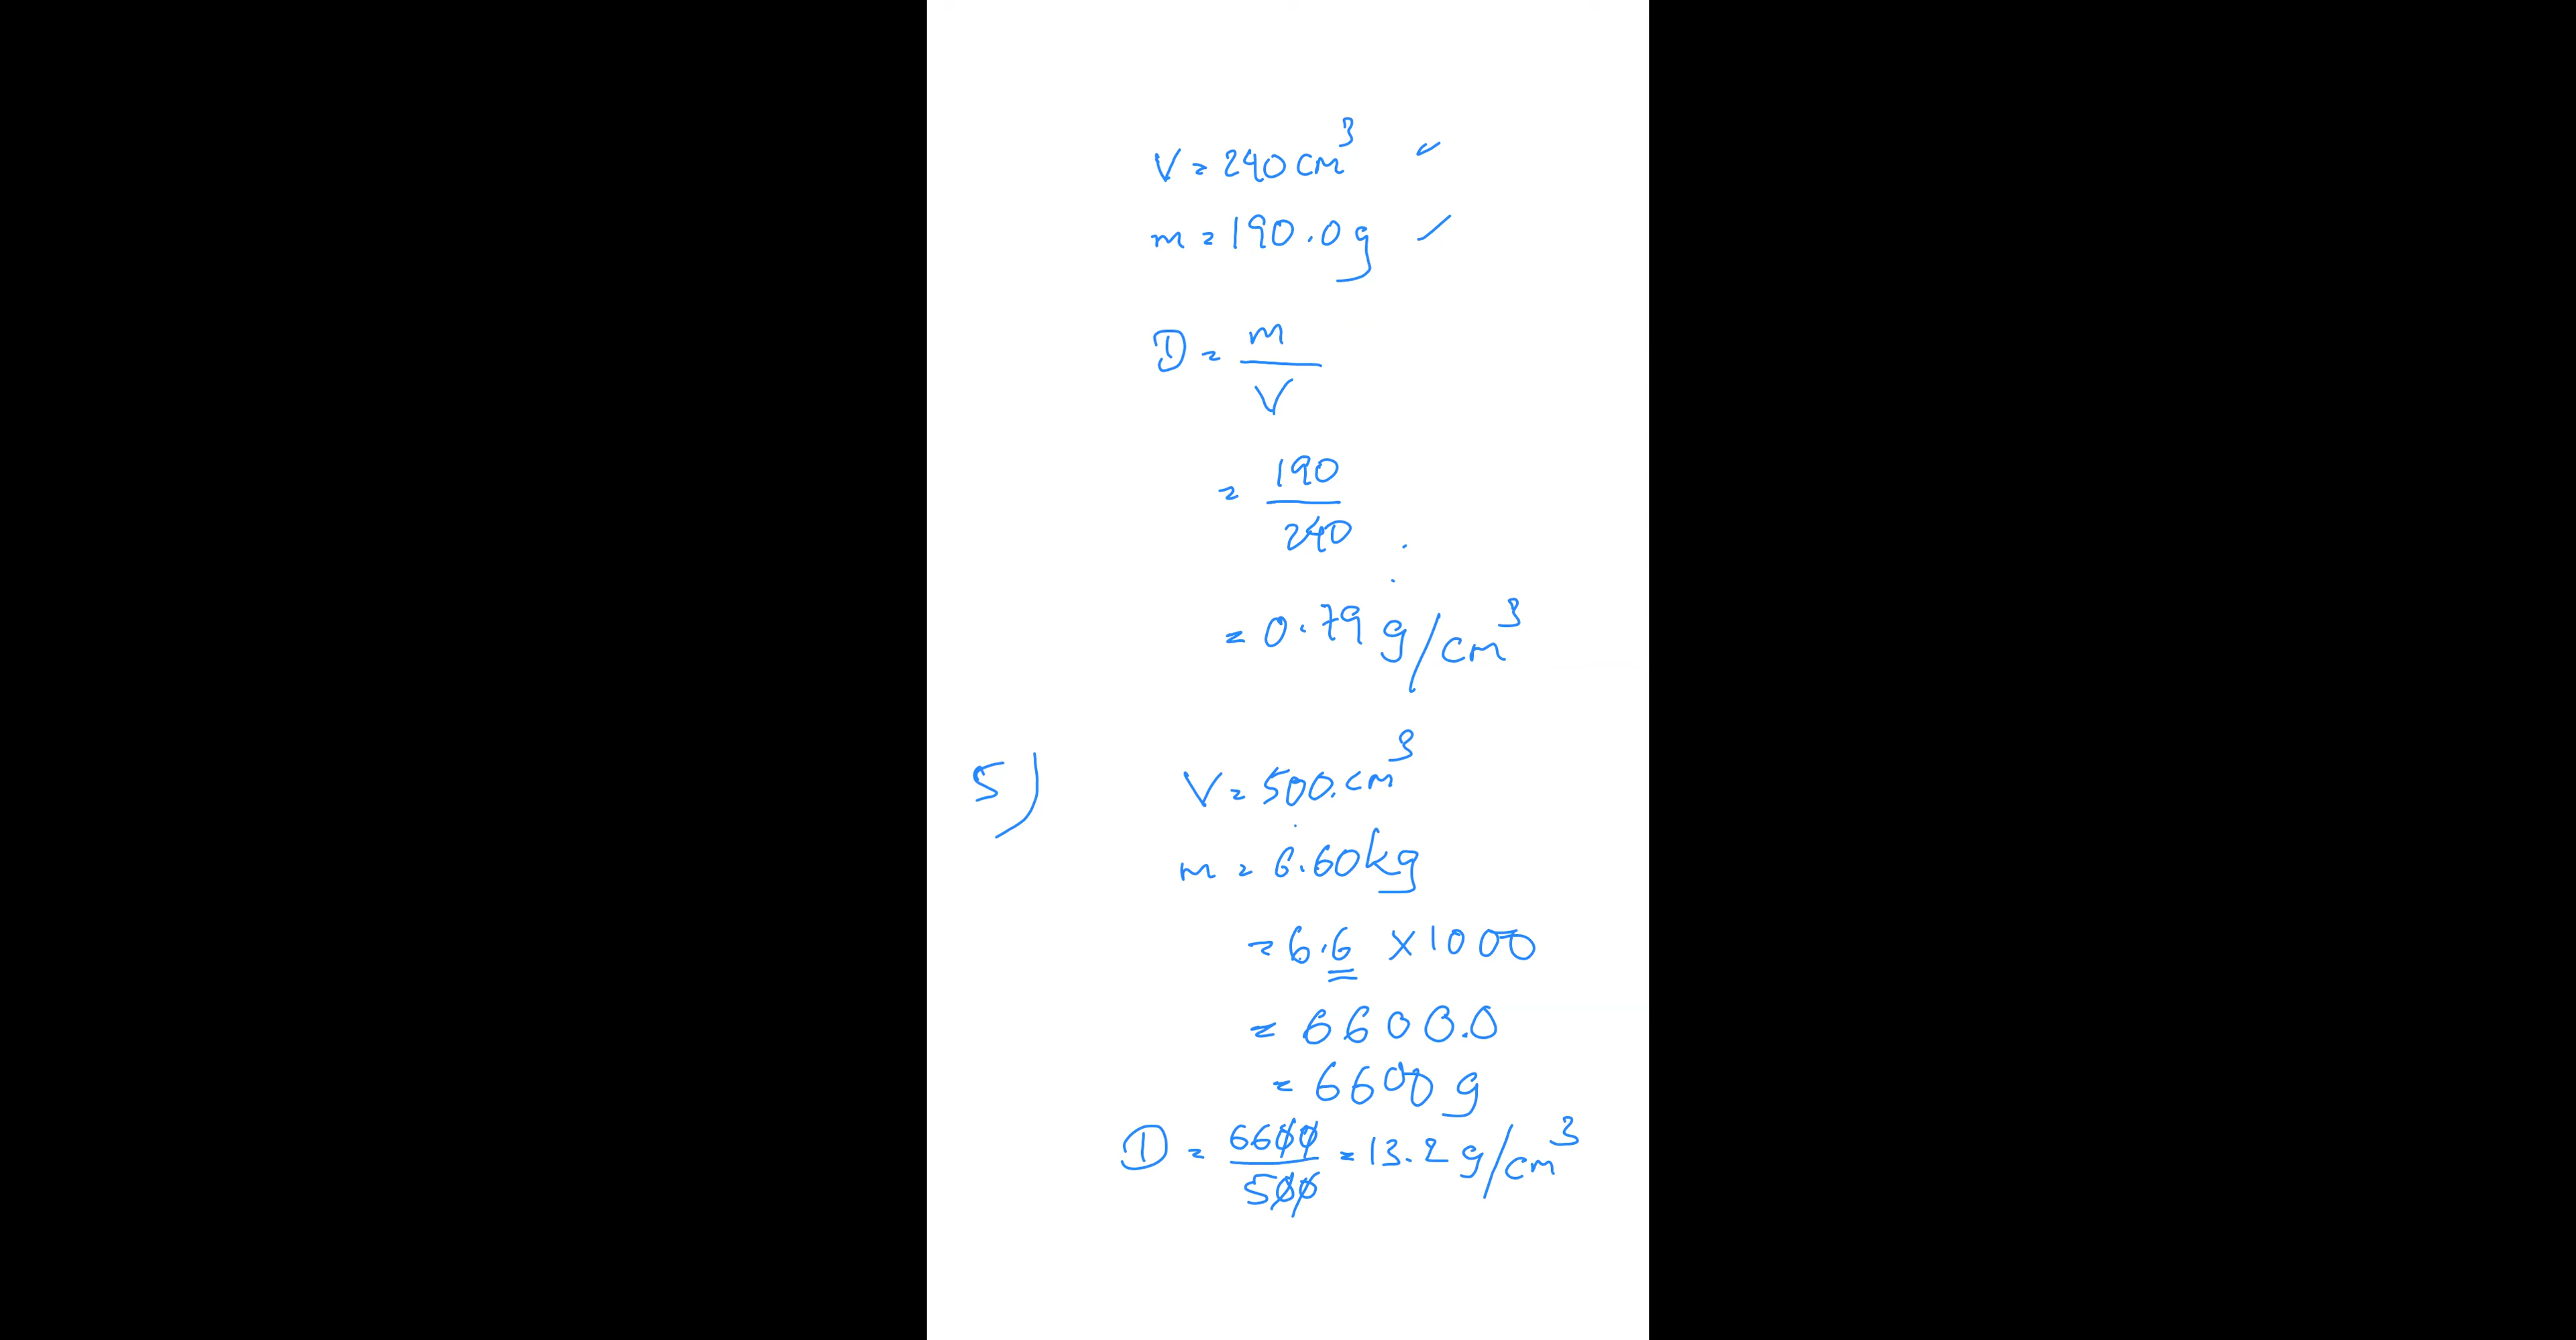 V = 240 cm³ ✓
m = 190.0 g ✓
D = m/V
= 190/240
= 0.79 g/cm³
5) V = 500. cm³
m = 6.60 kg
= 6.6 × 1000
= 6600.0
= 6600 g
D = 6600/500 = 13.2 g/cm³